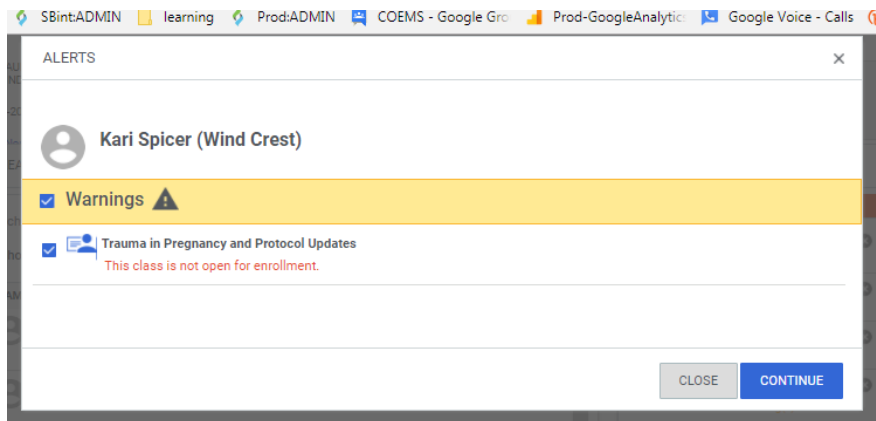 SBint:ADMIN learning Prod:ADMIN COEMS - Google Gro Prod-GoogleAnalytic Google Voice - Calls
ALERTS
Kari Spicer (Wind Crest)
Warnings
Trauma in Pregnancy and Protocol Updates
This class is not open for enrollment.
CLOSE CONTINUE